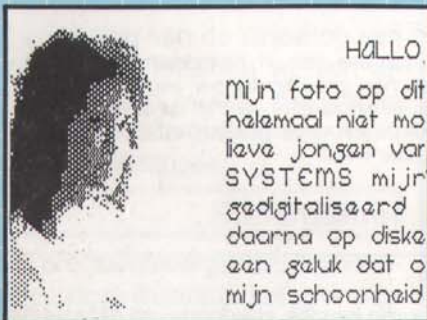 HALLO
Mijn foto op dit
helemaal niet mo
lieve jongen var
SYSTEMS mijn
gedigitaliseerd
daarna op diske
een geluk dat o
mijn schoonheid